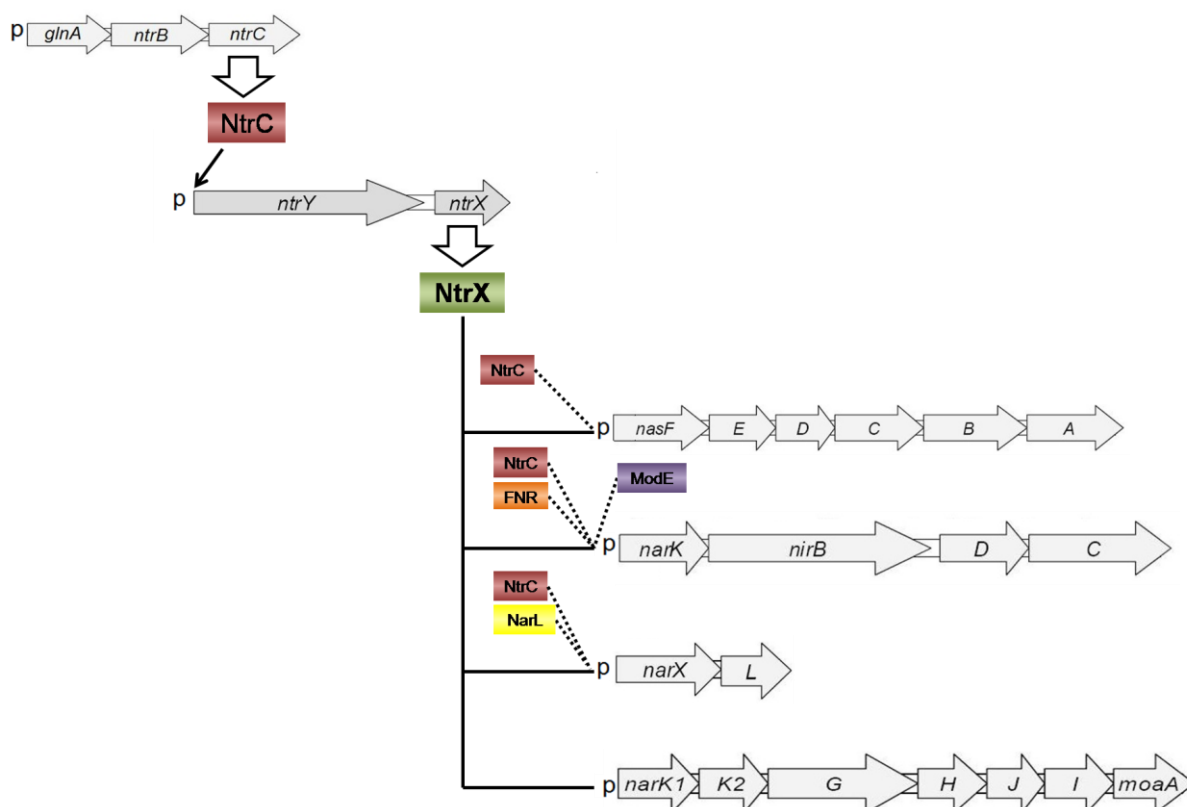 p glnA ntrB ntrC
NtrC
p ntrY ntrX
NtrX
NtrC
p nasF E D C B A
NtrC ModE
FNR
p narK nirB D C
NtrC
NarL
p narX L
p narK1 K2 G H J I moaA